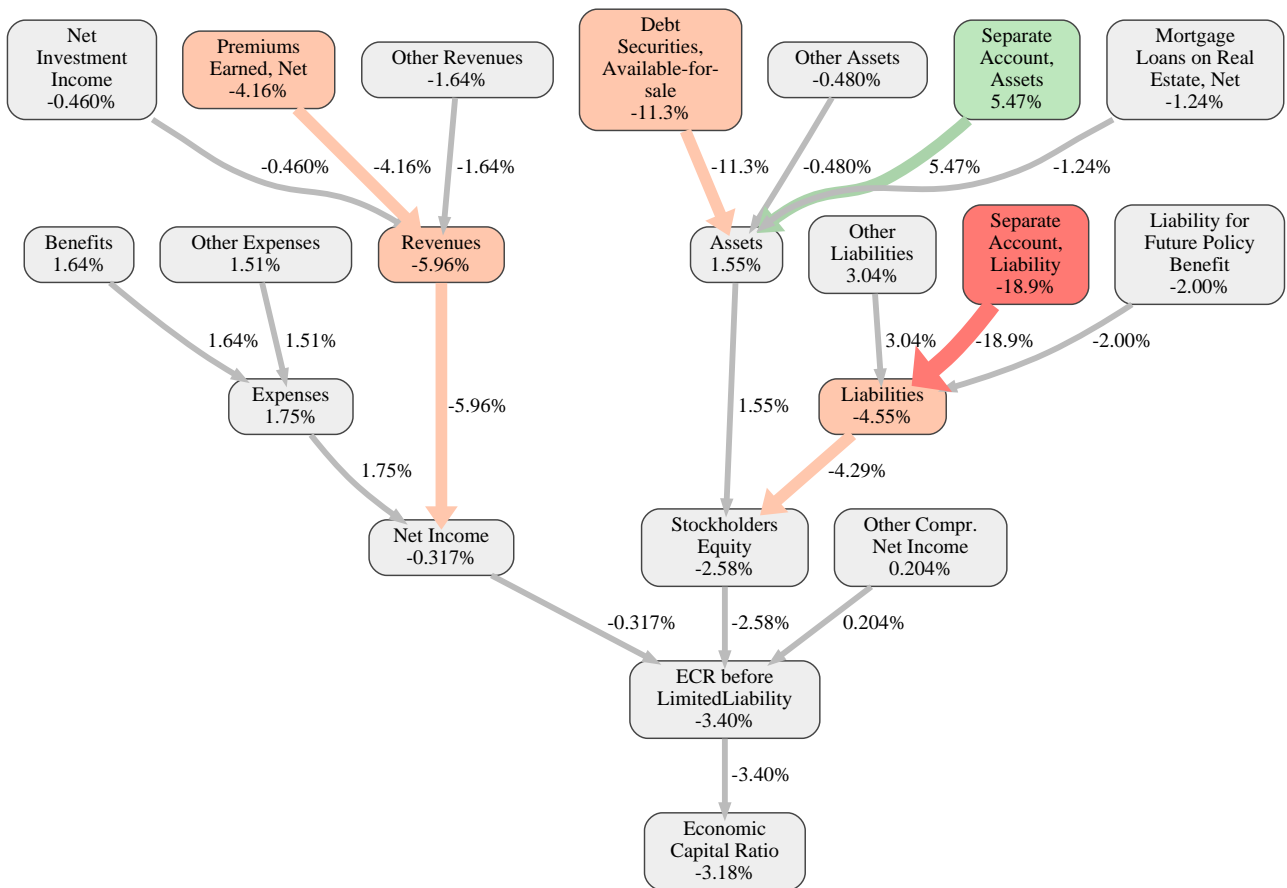 Net
Investment
Income
-0.460%
Premiums
Earned, Net
-4.16%
Other Revenues
-1.64%
Debt
Securities,
Available-for-
sale
-11.3%
Other Assets
-0.480%
Separate
Account,
Assets
5.47%
Mortgage
Loans on Real
Estate, Net
-1.24%
-0.460%
-4.16%
-1.64%
-11.3%
-0.480%
5.47%
-1.24%
Benefits
1.64%
Other Expenses
1.51%
Revenues
-5.96%
Assets
1.55%
Other
Liabilities
3.04%
Separate
Account,
Liability
-18.9%
Liability for
Future Policy
Benefit
-2.00%
1.64%
1.51%
3.04%
-18.9%
-2.00%
Expenses
1.75%
-5.96%
1.55%
Liabilities
-4.55%
1.75%
-4.29%
Net Income
-0.317%
Stockholders
Equity
-2.58%
Other Compr.
Net Income
0.204%
-0.317%
-2.58%
0.204%
ECR before
LimitedLiability
-3.40%
-3.40%
Economic
Capital Ratio
-3.18%